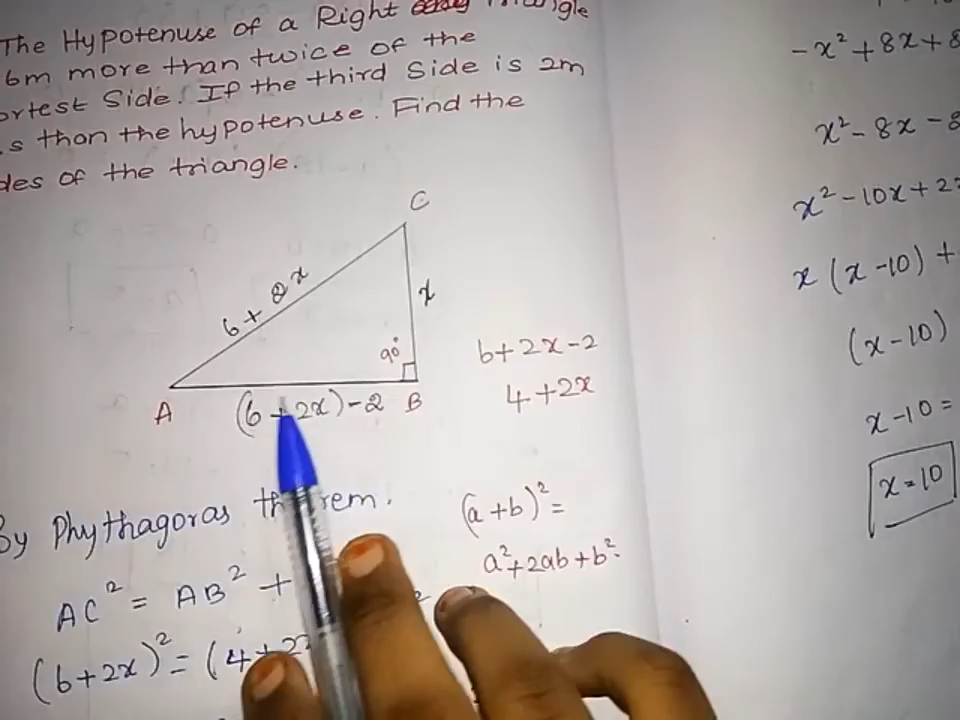 The Hypotenuse of a Right
6m more than twice of the
ortest Side. If the third Side is 2m
s than the hypotenuse. Find the
des of the triangle.
C
6+2x
x
90°
A
B
(6+2x)-2
6+2x-2
4+2x
By Phythagoras
AC² = AB² +
(6+2x)² = (4+2
(a+b)² =
a²+2ab+b²
-x²+8x+8
x²-8x-8
x²-10x+2
x(x-10)+
(x-10)
x-10=
x=10